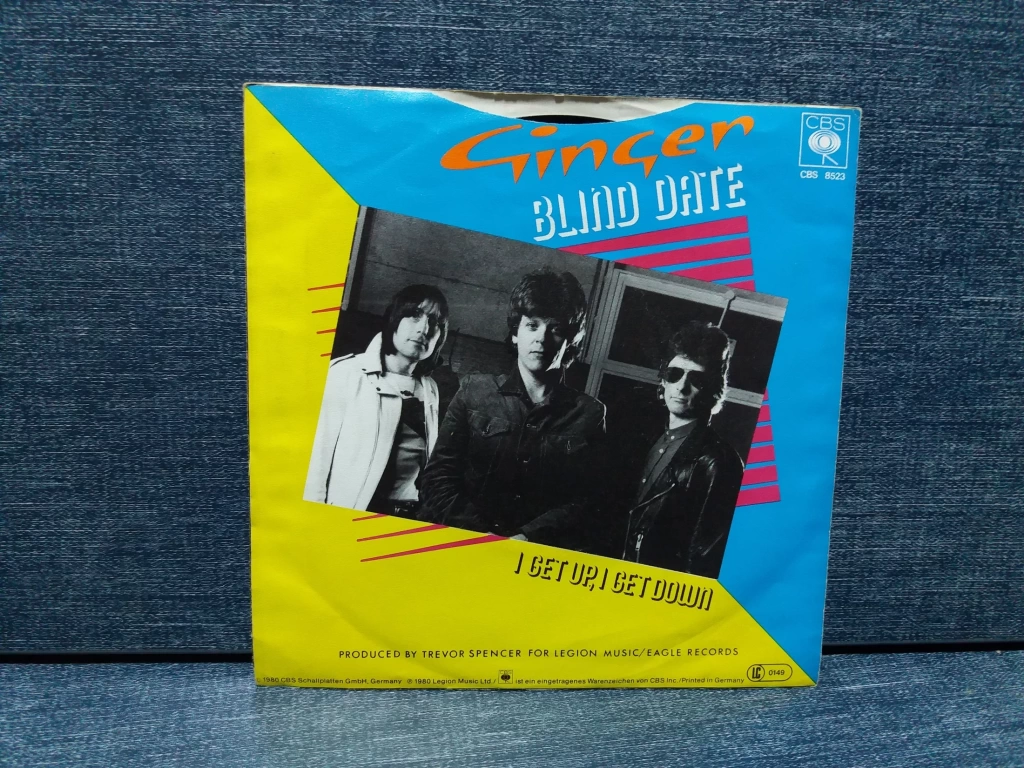 Ginger
BLIND DATE
CBS
CBS 8523
I GET UP, I GET DOWN
PRODUCED BY TREVOR SPENCER FOR LEGION MUSIC/EAGLE RECORDS
1980 CBS Schallplatten GmbH, Germany ℗ 1980 Legion Music Ltd./ ist ein eingetragenes Warenzeichen von CBS Inc./Printed in Germany
LC 0149